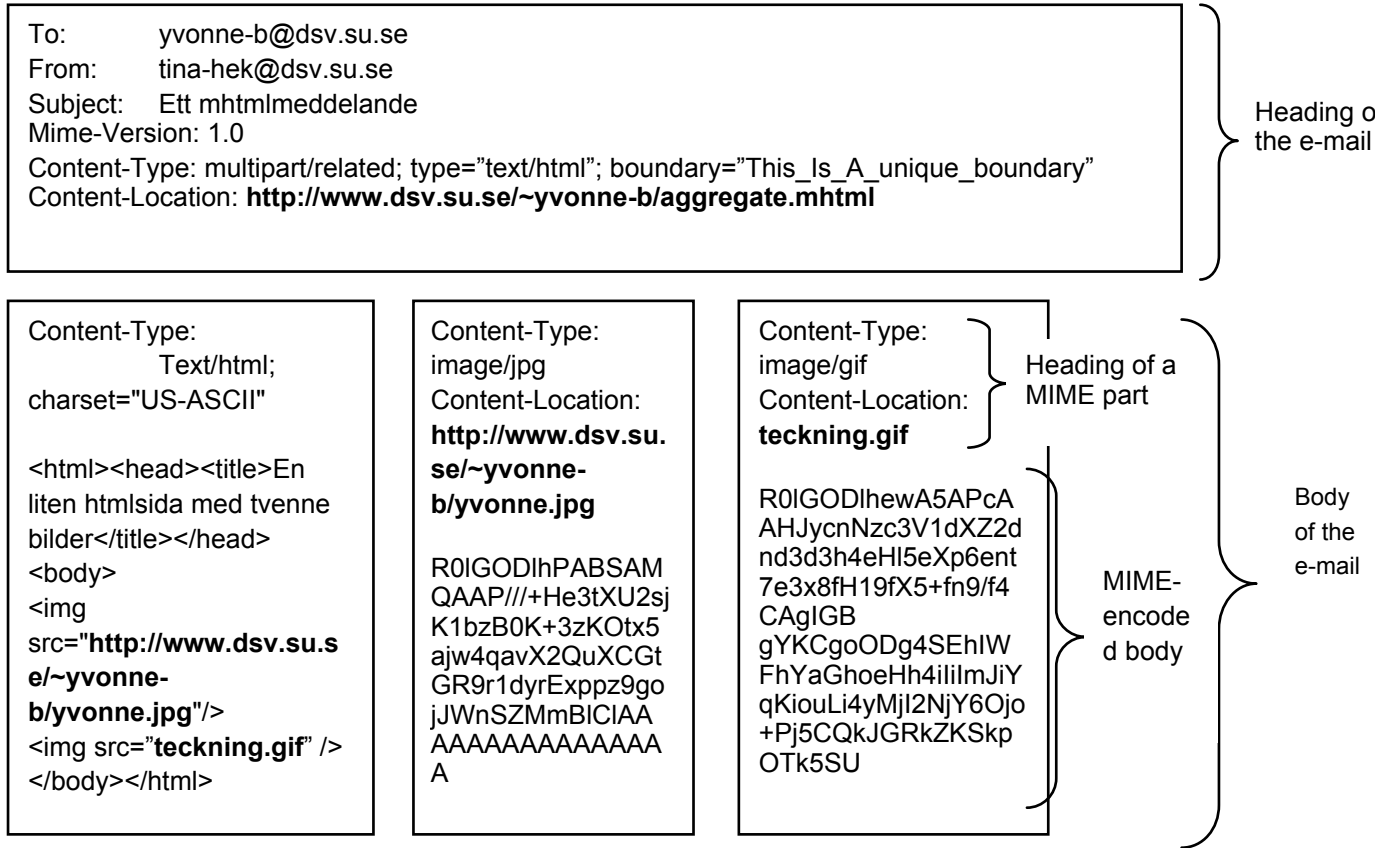 To: yvonne-b@dsv.su.se
From: tina-hek@dsv.su.se
Subject: Ett mhtmlmeddelande
Mime-Version: 1.0
Content-Type: multipart/related; type=”text/html”; boundary=”This_Is_A_unique_boundary”
Content-Location: http://www.dsv.su.se/~yvonne-b/aggregate.mhtml
Heading o
the e-mail
Content-Type:
Text/html;
charset="US-ASCII"
<html><head><title>En
liten htmlsida med tvenne
bilder</title></head>
<body>
<img
src="http://www.dsv.su.s
e/~yvonne-
b/yvonne.jpg"/>
<img src=”teckning.gif” />
</body></html>
Content-Type:
image/jpg
Content-Location:
http://www.dsv.su.
se/~yvonne-
b/yvonne.jpg
R0lGODlhPABSAM
QAAP///+He3tXU2sj
K1bzB0K+3zKOtx5
ajw4qavX2QuXCGt
GR9r1dyrExppz9go
jJWnSZMmBlClAA
AAAAAAAAAAAAA
A
Content-Type:
image/gif
Content-Location:
teckning.gif
Heading of a
MIME part
R0lGODlhewA5APcA
AHJycnNzc3V1dXZ2d
nd3d3h4eHl5eXp6ent
7e3x8fH19fX5+fn9/f4
CAgIGB
gYKCgoODg4SEhIW
FhYaGhoeHh4iIiImJiY
qKiouLi4yMjI2NjY6Ojo
+Pj5CQkJGRkZKSkp
OTk5SU
MIME-
encode
d body
Body
of the
e-mail